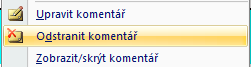 Upravit komentář
Odstranit komentář
Zobrazit/skrýt komentář